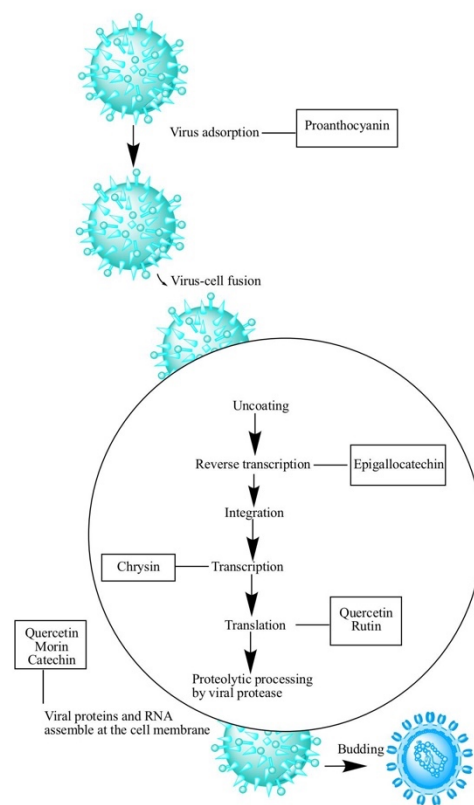 Proanthocyanin
Virus adsorption
Virus-cell fusion
Uncoating
Reverse transcription
Epigallocatechin
Integration
Chrysin
Transcription
Translation
Quercetin
Rutin
Quercetin
Morin
Catechin
Proteolytic processing
by viral protease
Viral proteins and RNA
assemble at the cell membrane
Budding